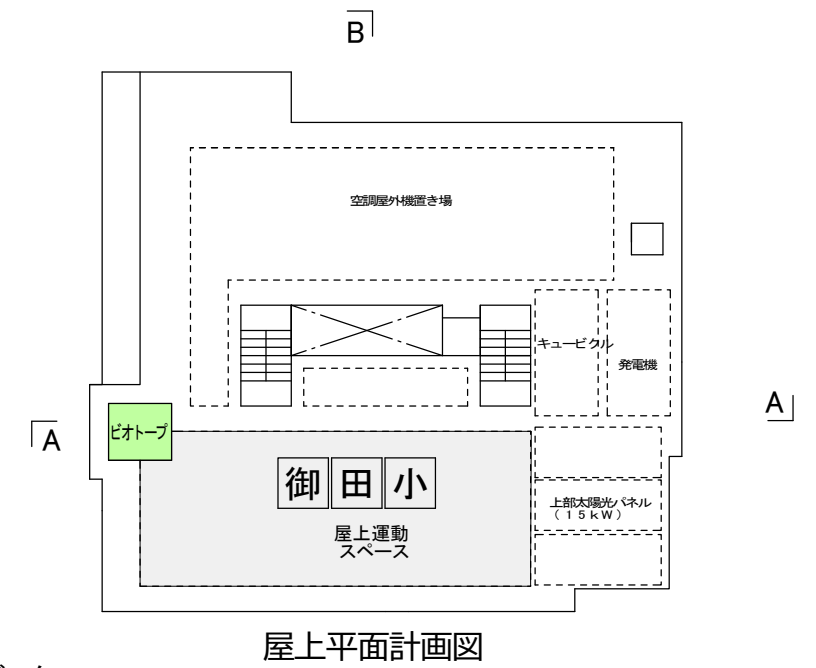 B
空調屋外機置き場
キュービクル
発電機
A
A
ビオトープ
御田小
上部太陽光パネル
(15kW)
屋上運動
スペース
屋上平面計画図